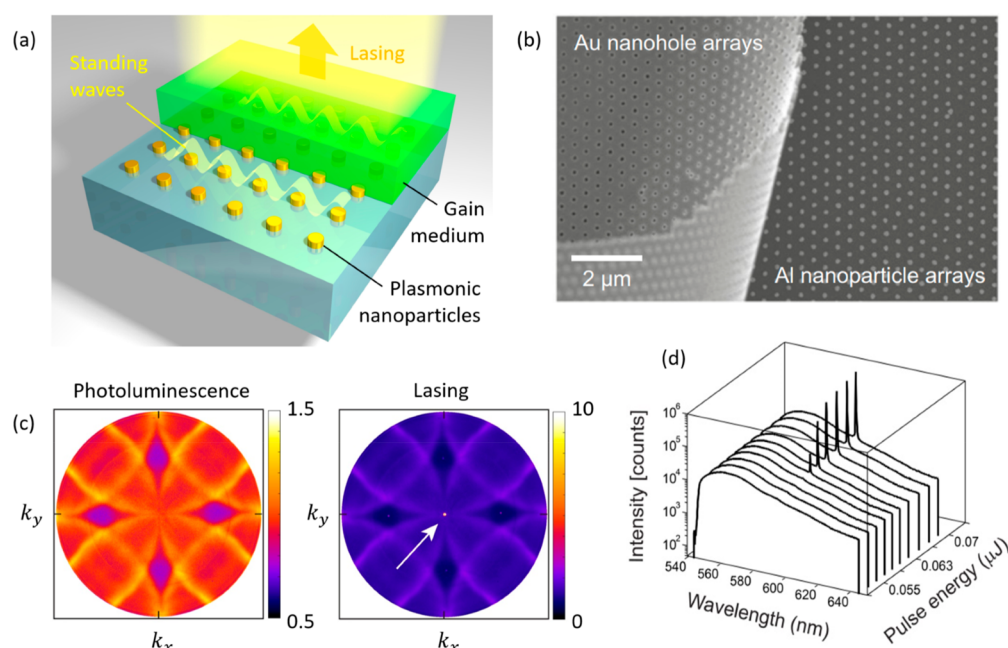 (a)
Lasing
Standing
waves
Gain
medium
Plasmonic
nanoparticles
(b)
Au nanohole arrays
2 μm
Al nanoparticle arrays
(c)
Photoluminescence
1.5
0.5
k_y
k_x
Lasing
10
0
k_y
k_x
(d)
Intensity [counts]
10^6
10^5
10^4
10^3
10^2
540
560
580
600
620
640
Wavelength (nm)
0.055
0.063
0.07
Pulse energy (μJ)